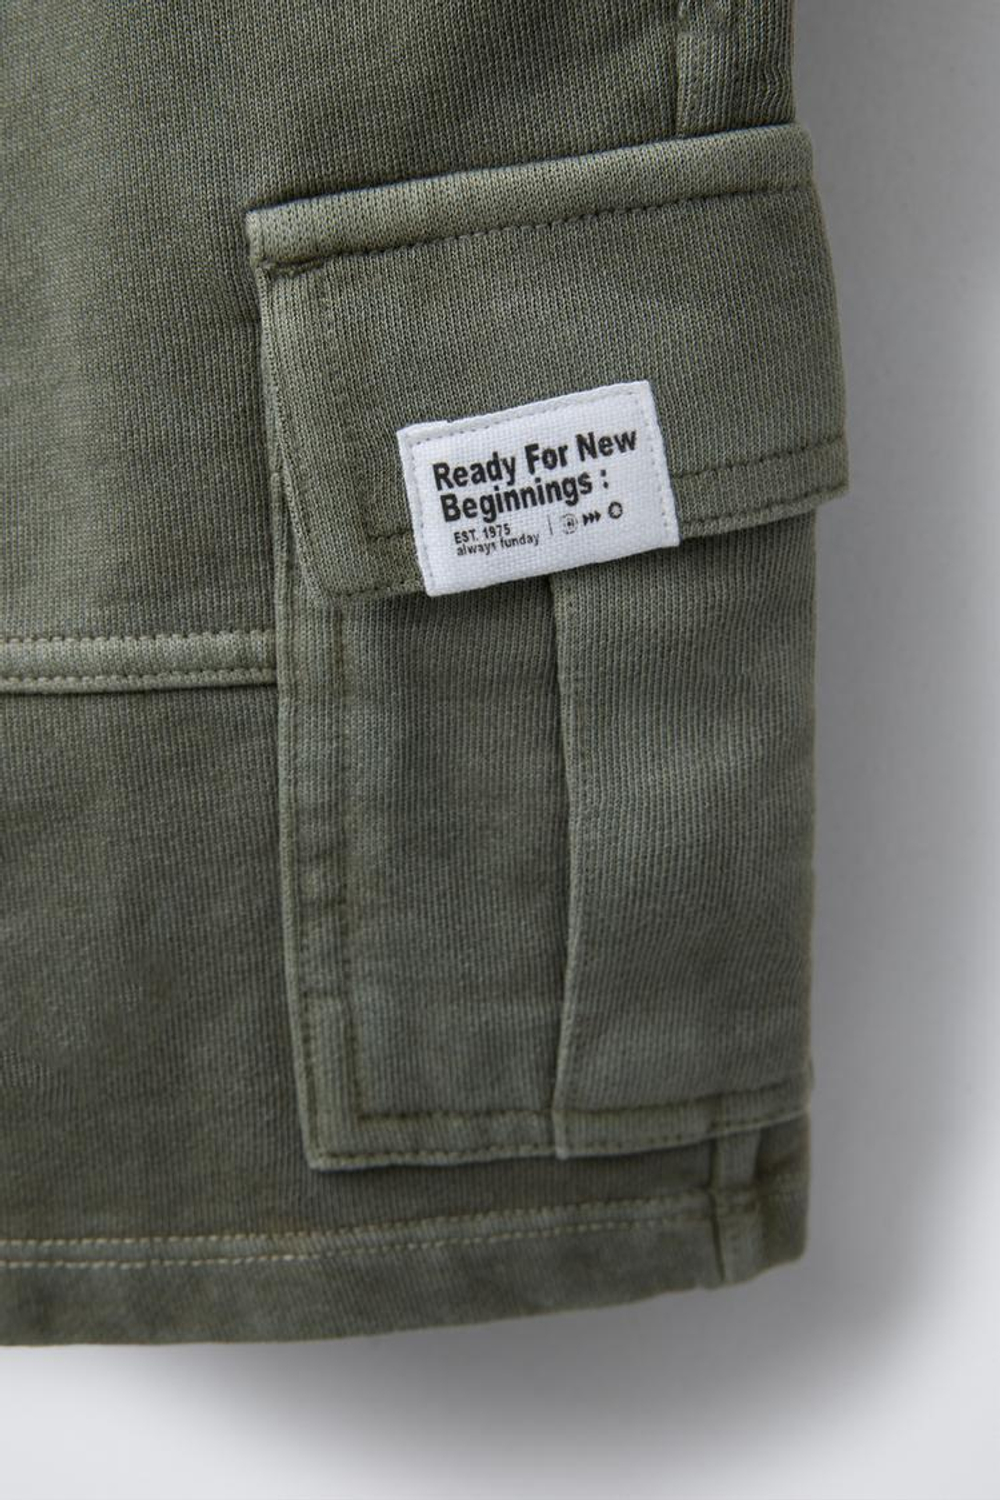 Ready For New
Beginnings :
EST. 1975
always funday